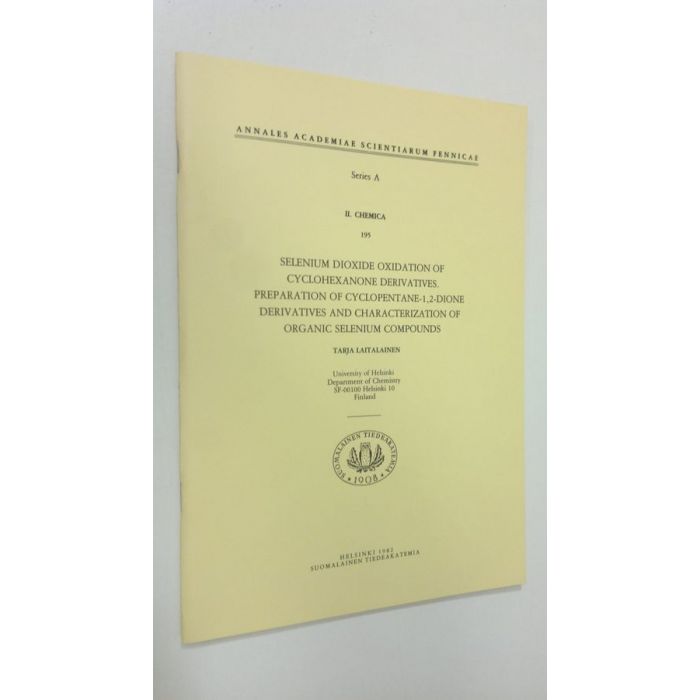 ANNALES ACADEMIAE SCIENTIARUM FENNICAE
Series A
II. CHEMICA
195
SELENIUM DIOXIDE OXIDATION OF
CYCLOHEXANONE DERIVATIVES.
PREPARATION OF CYCLOPENTANE-1,2-DIONE
DERIVATIVES AND CHARACTERIZATION OF
ORGANIC SELENIUM COMPOUNDS
TARJA LAITALAINEN
University of Helsinki
Department of Chemistry
SF-00100 Helsinki 10
Finland
SUOMALAINEN TIEDEAKATEMIA
• 1908 •
HELSINKI 1982
SUOMALAINEN TIEDEAKATEMIA